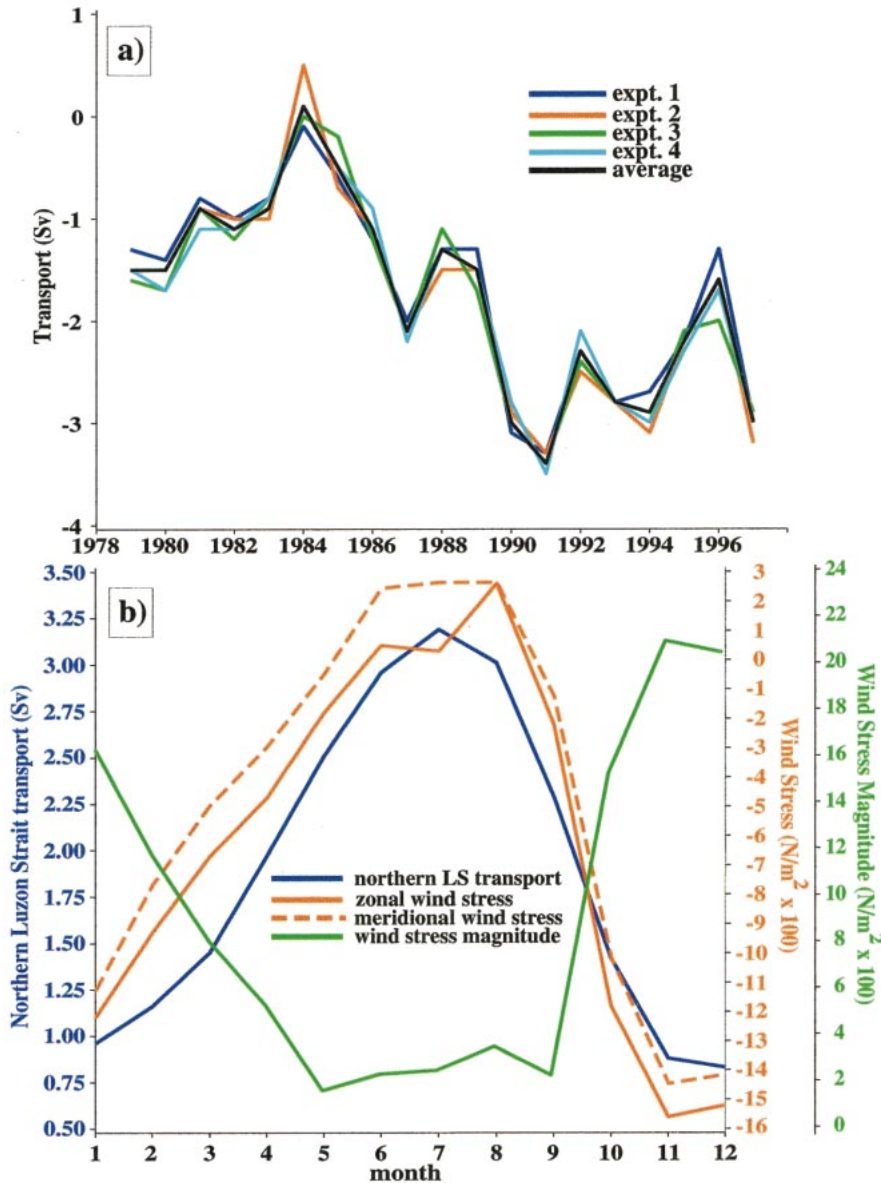 a)
expt. 1
expt. 2
expt. 3
expt. 4
average
Transport (Sv)
1
0
-1
-2
-3
-4
1978 1980 1982 1984 1986 1988 1990 1992 1994 1996
b)
Northern Luzon Strait transport (Sv)
3.50
3.25
3.00
2.75
2.50
2.25
2.00
1.75
1.50
1.25
1.00
0.75
0.50
northern LS transport
zonal wind stress
meridional wind stress
wind stress magnitude
1 2 3 4 5 6 7 8 9 10 11 12
month
3
2
1
0
-1
-2
-3
-4
-5
-6
-7
-8
-9
-10
-11
-12
-13
-14
-15
-16
Wind Stress (N/m² x 100)
24
22
20
18
16
14
12
10
8
6
4
2
0
Wind Stress Magnitude (N/m² x 100)